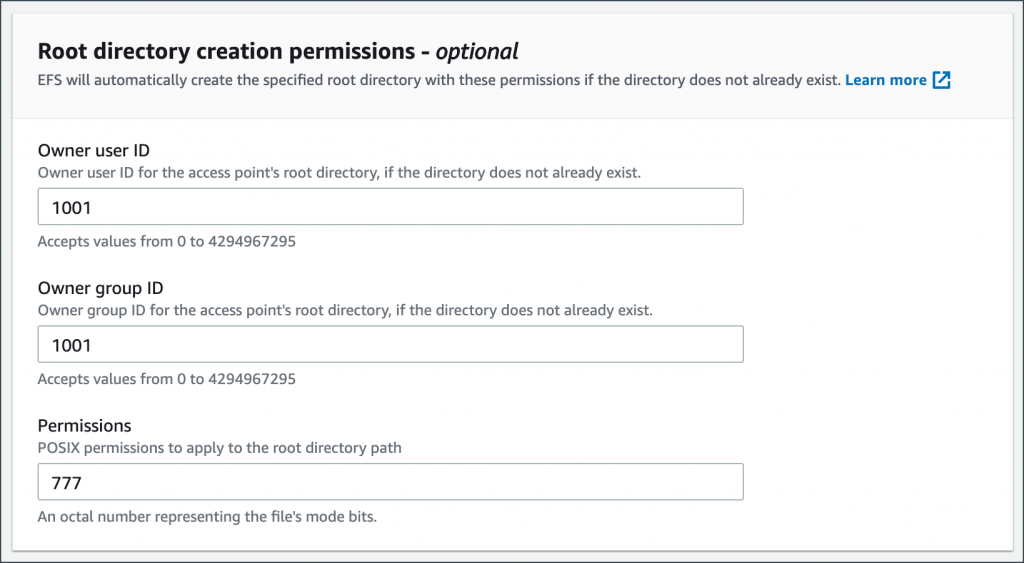 Root directory creation permissions - optional
EFS will automatically create the specified root directory with these permissions if the directory does not already exist. Learn more
Owner user ID
Owner user ID for the access point's root directory, if the directory does not already exist.
1001
Accepts values from 0 to 4294967295
Owner group ID
Owner group ID for the access point's root directory, if the directory does not already exist.
1001
Accepts values from 0 to 4294967295
Permissions
POSIX permissions to apply to the root directory path
777
An octal number representing the file's mode bits.